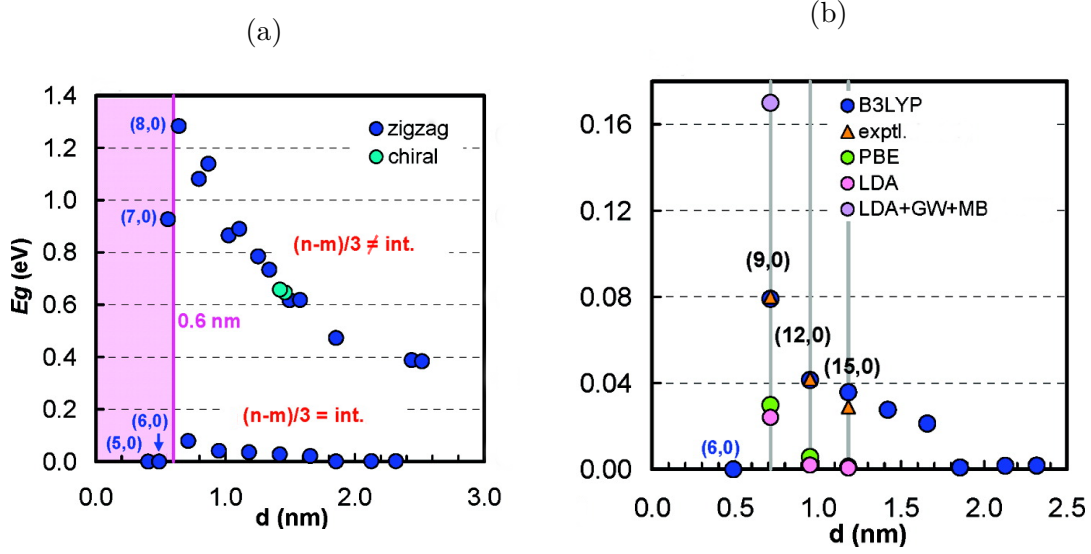 (a)
Eg (eV)
1.4
1.2
1.0
0.8
0.6
0.4
0.2
0.0
(8,0)
(7,0)
(6,0)
(5,0)
zigzag
chiral
(n-m)/3 ≠ int.
0.6 nm
(n-m)/3 = int.
0.0
1.0
2.0
3.0
d (nm)
(b)
0.16
0.12
0.08
0.04
0.00
B3LYP
exptl.
PBE
LDA
LDA+GW+MB
(9,0)
(12,0)
(15,0)
(6,0)
0.0
0.5
1.0
1.5
2.0
2.5
d (nm)